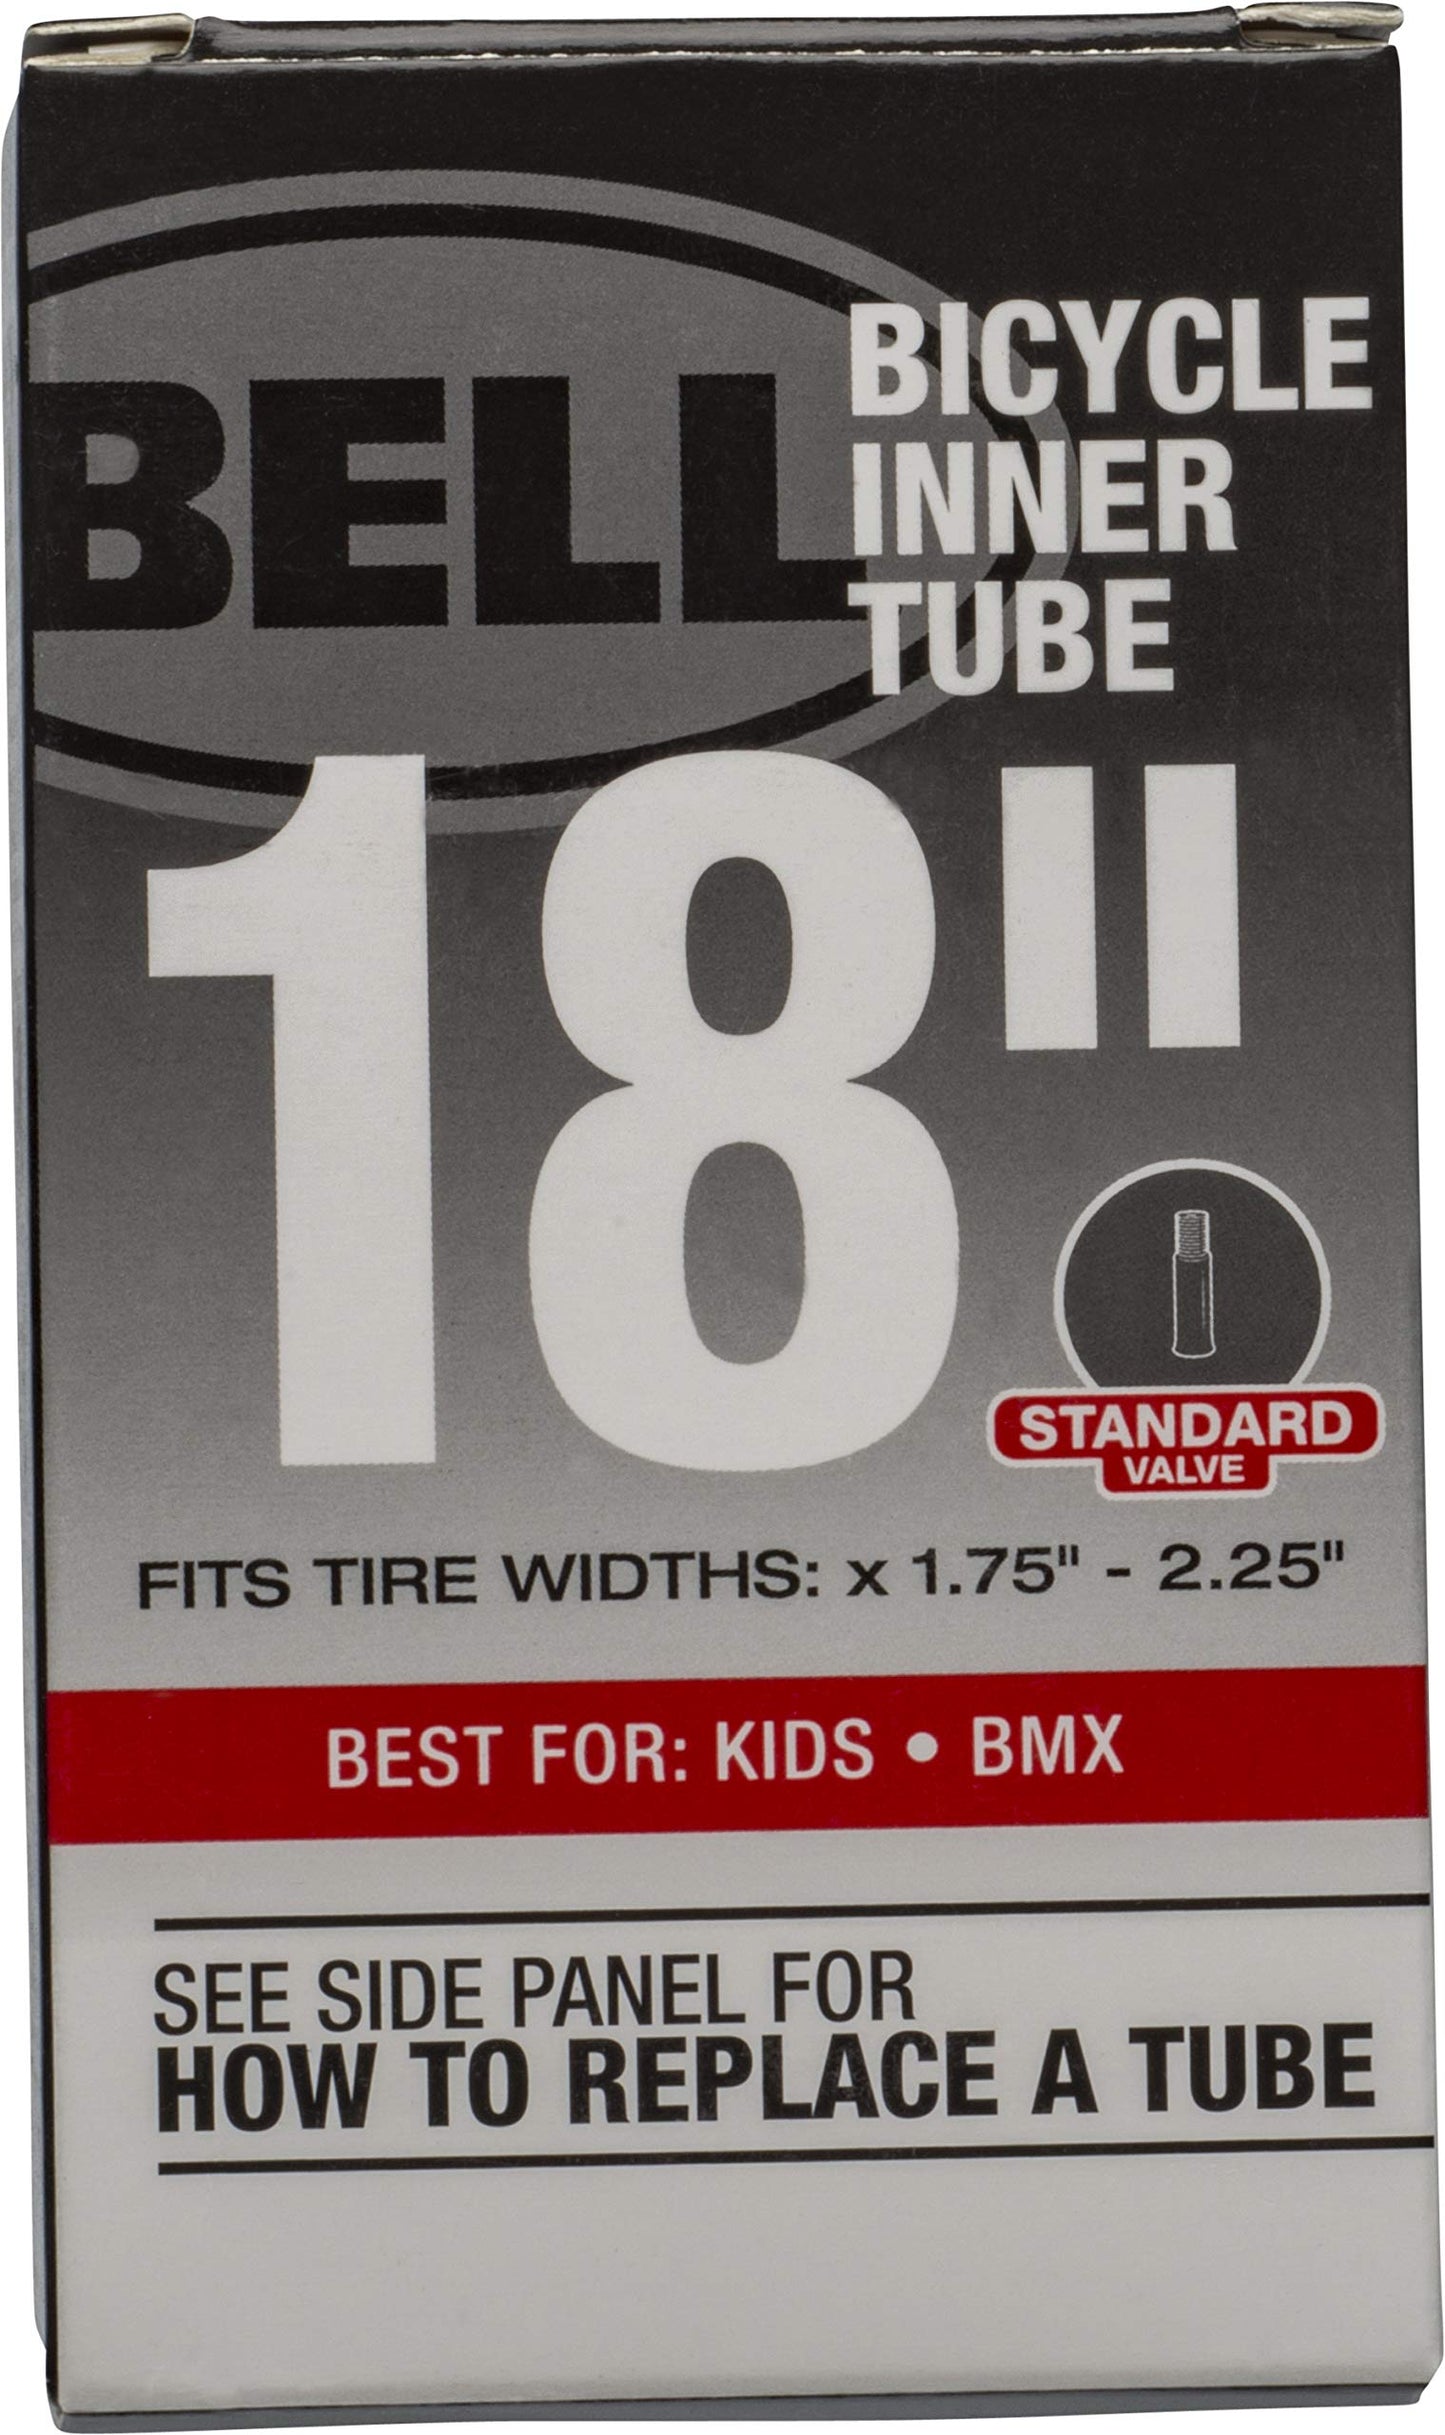 BELL
BICYCLE
INNER
TUBE
18"
STANDARD
VALVE
FITS TIRE WIDTHS: x 1.75" - 2.25"
BEST FOR: KIDS • BMX
SEE SIDE PANEL FOR
HOW TO REPLACE A TUBE